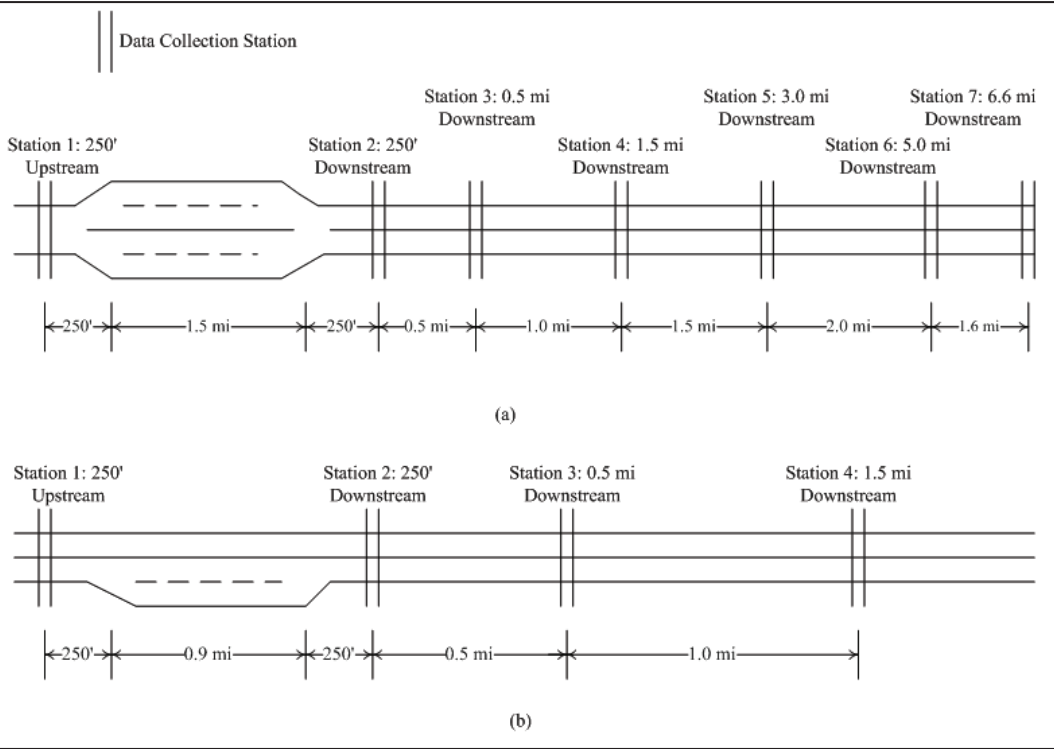 Data Collection Station
Station 3: 0.5 mi
Downstream
Station 5: 3.0 mi
Downstream
Station 7: 6.6 mi
Downstream
Station 1: 250'
Upstream
Station 2: 250'
Downstream
Station 4: 1.5 mi
Downstream
Station 6: 5.0 mi
Downstream
250' 1.5 mi 250' 0.5 mi 1.0 mi 1.5 mi 2.0 mi 1.6 mi
(a)
Station 1: 250'
Upstream
Station 2: 250'
Downstream
Station 3: 0.5 mi
Downstream
Station 4: 1.5 mi
Downstream
250' 0.9 mi 250' 0.5 mi 1.0 mi
(b)